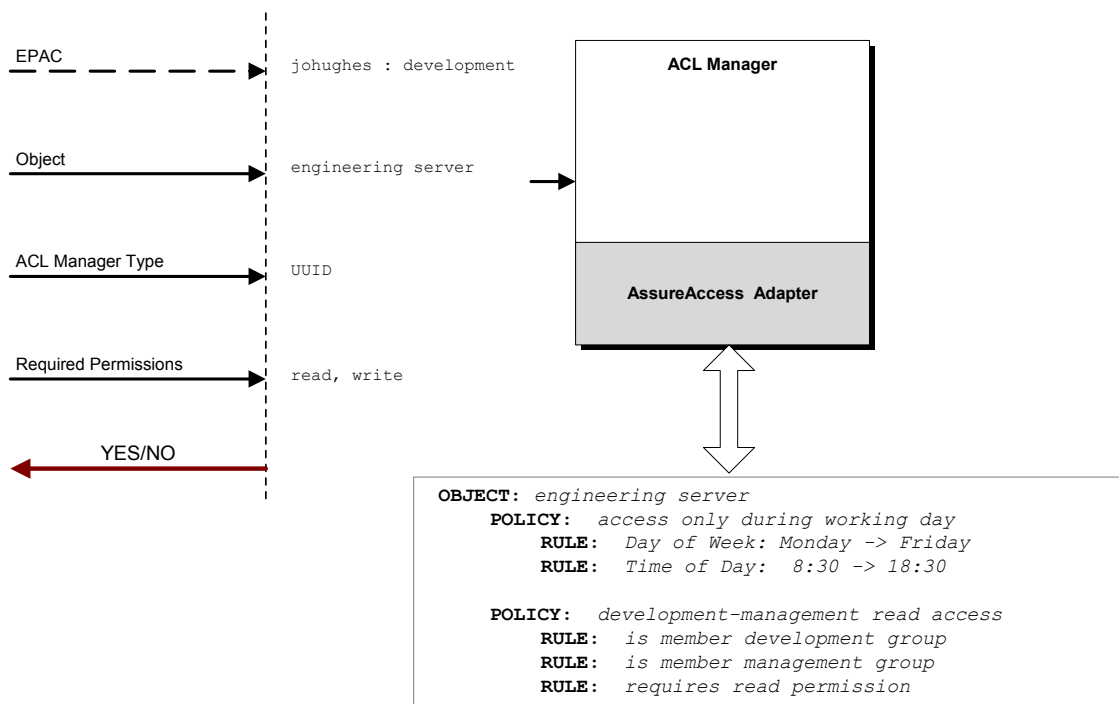 EPAC
johughes : development
ACL Manager
Object
engineering server
ACL Manager Type
UUID
AssureAccess Adapter
Required Permissions
read, write
YES/NO
OBJECT: engineering server
POLICY: access only during working day
RULE: Day of Week: Monday -> Friday
RULE: Time of Day: 8:30 -> 18:30
POLICY: development-management read access
RULE: is member development group
RULE: is member management group
RULE: requires read permission